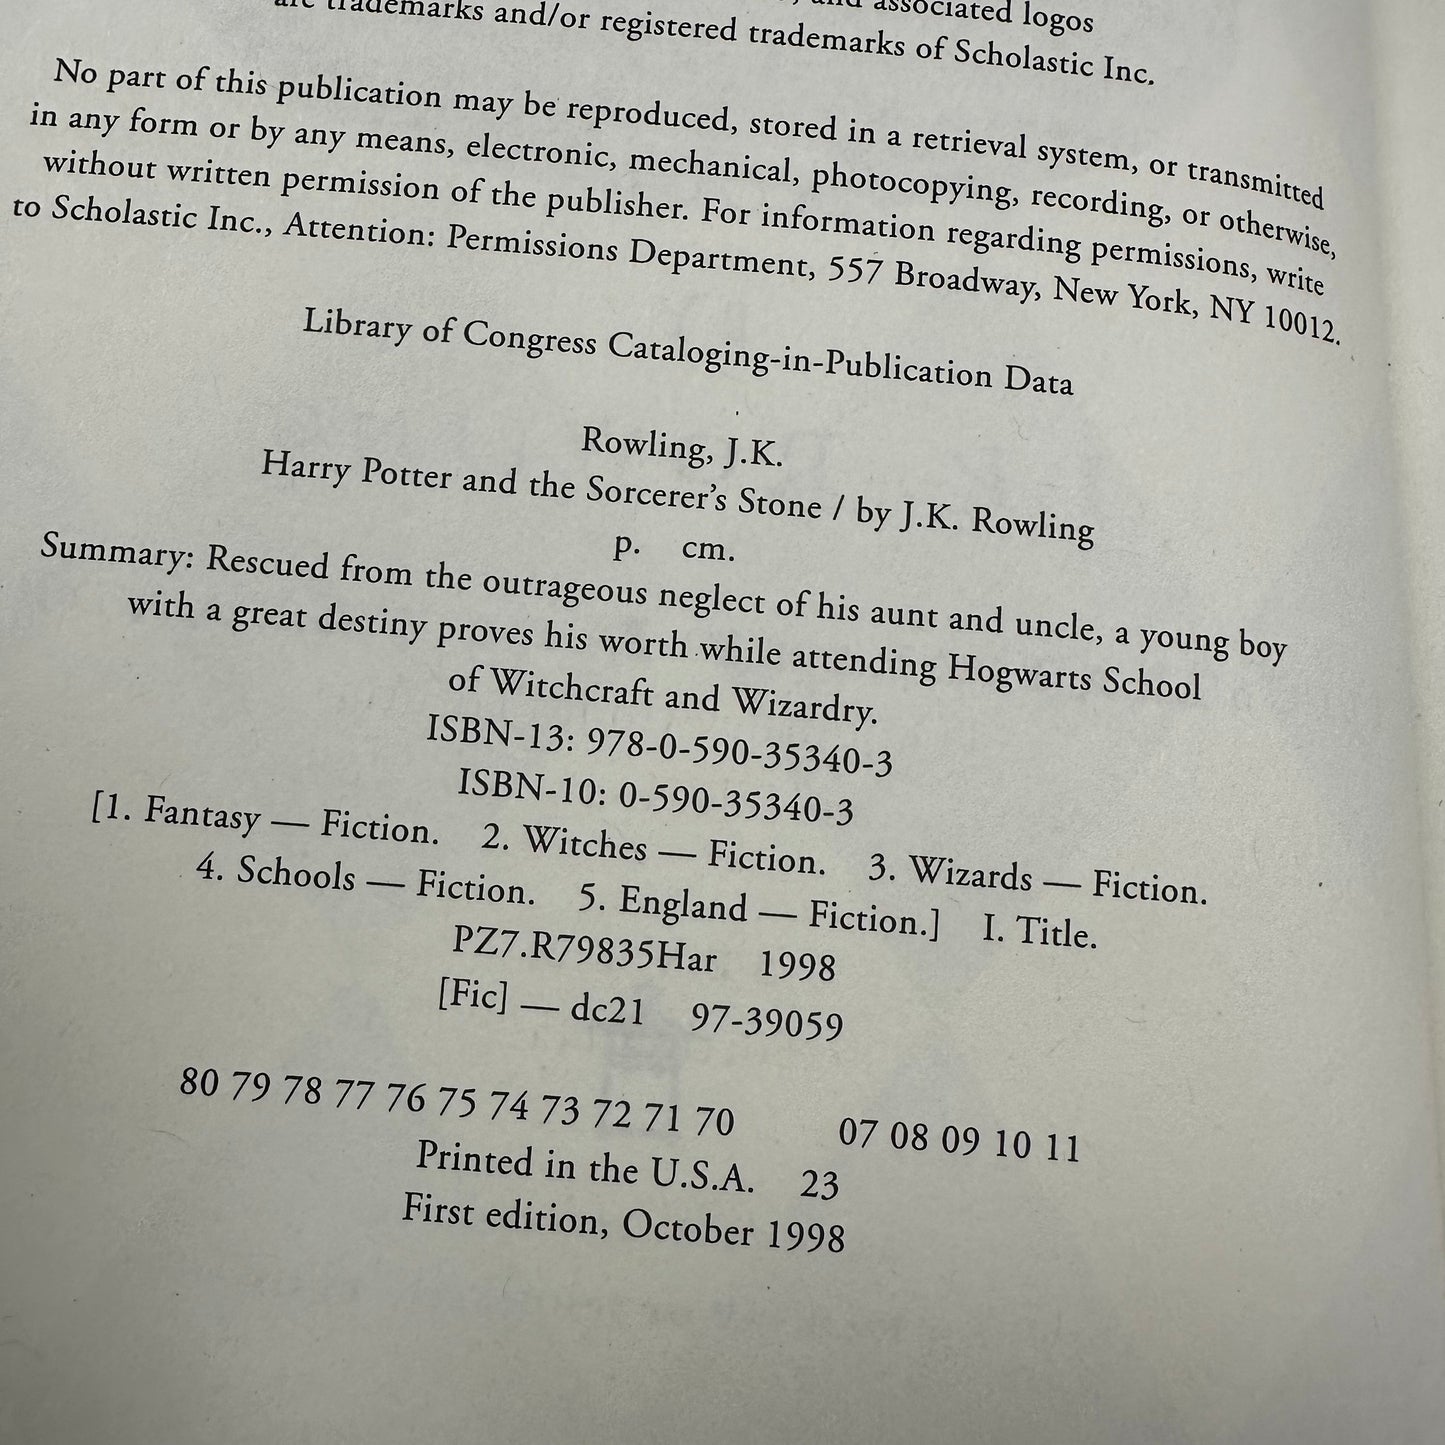 and associated logos
are trademarks and/or registered trademarks of Scholastic Inc.
No part of this publication may be reproduced, stored in a retrieval system, or transmitted
in any form or by any means, electronic, mechanical, photocopying, recording, or otherwise,
without written permission of the publisher. For information regarding permissions, write
to Scholastic Inc., Attention: Permissions Department, 557 Broadway, New York, NY 10012.
Library of Congress Cataloging-in-Publication Data
Rowling, J.K.
Harry Potter and the Sorcerer's Stone / by J.K. Rowling
p. cm.
Summary: Rescued from the outrageous neglect of his aunt and uncle, a young boy
with a great destiny proves his worth while attending Hogwarts School
of Witchcraft and Wizardry.
ISBN-13: 978-0-590-35340-3
ISBN-10: 0-590-35340-3
[1. Fantasy — Fiction. 2. Witches — Fiction. 3. Wizards — Fiction.
4. Schools — Fiction. 5. England — Fiction.] I. Title.
PZ7.R79835Har 1998
[Fic] — dc21 97-39059
80 79 78 77 76 75 74 73 72 71 70 07 08 09 10 11
Printed in the U.S.A. 23
First edition, October 1998